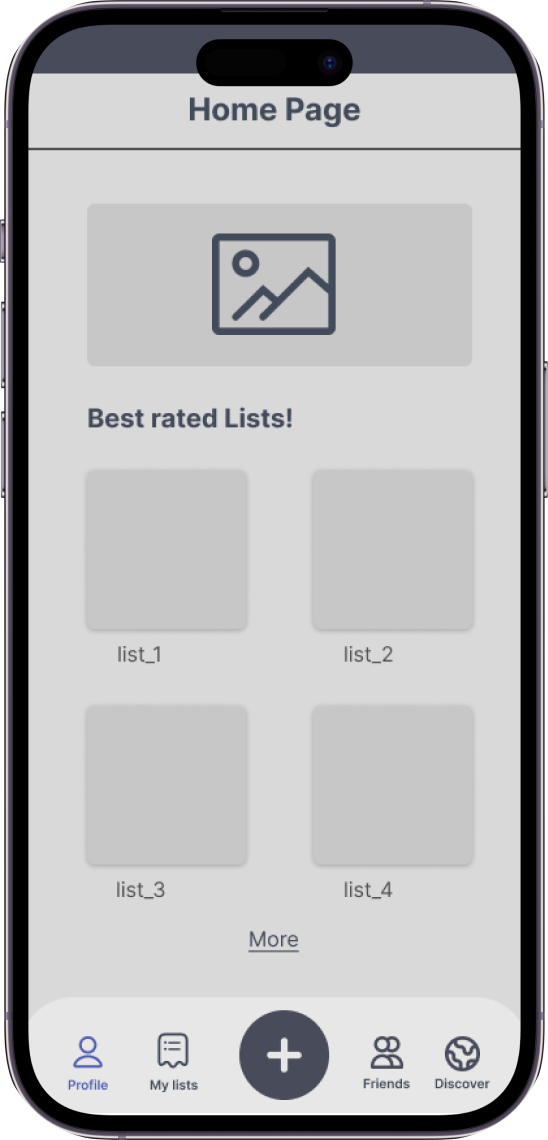 Home Page
Best rated Lists!
list_1
list_2
list_3
list_4
More
Profile
My lists
Friends
Discover